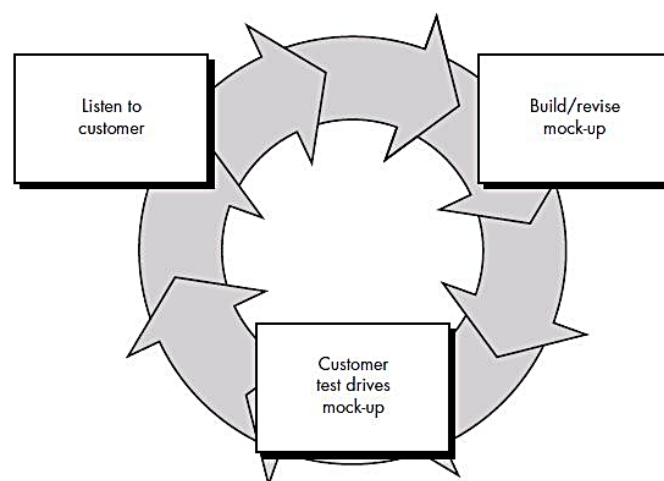 Listen to
customer
Build/revise
mock-up
Customer
test drives
mock-up